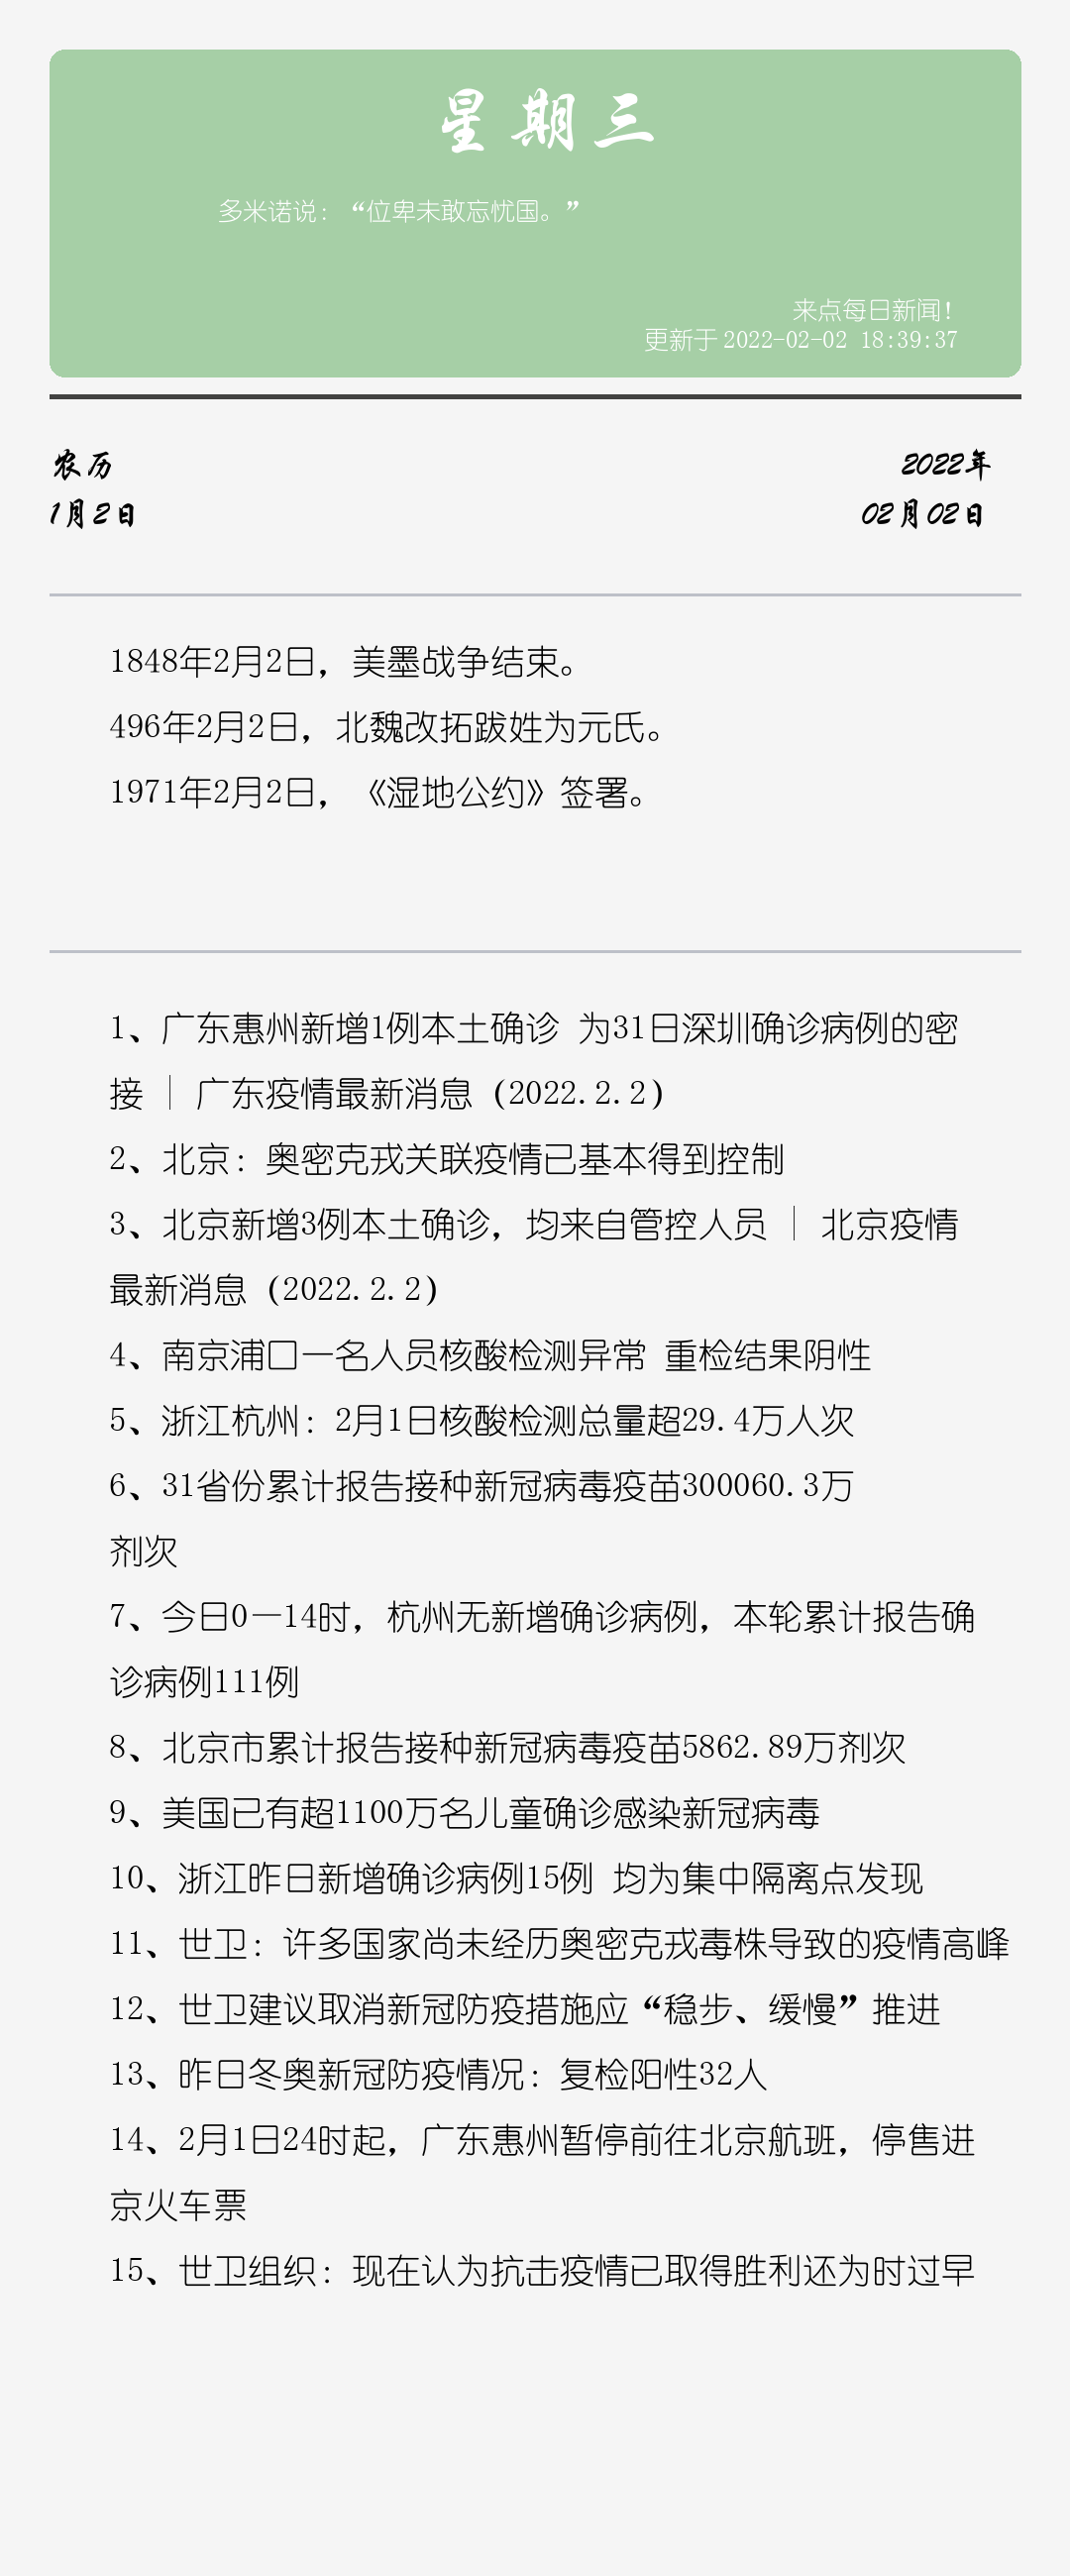 星期三
多米诺说：“位卑未敢忘忧国。”
来点每日新闻！
更新于2022-02-02 18:39:37
农历
2022年
1月2日
02月02日
1848年2月2日，美墨战争结束。
496年2月2日，北魏改拓跋姓为元氏。
1971年2月2日，《湿地公约》签署。
1、广东惠州新增1例本土确诊 为31日深圳确诊病例的密
接 | 广东疫情最新消息（2022.2.2）
2、北京：奥密克戎关联疫情已基本得到控制
3、北京新增3例本土确诊，均来自管控人员 | 北京疫情
最新消息（2022.2.2）
4、南京浦口一名人员核酸检测异常 重检结果阴性
5、浙江杭州：2月1日核酸检测总量超29.4万人次
6、31省份累计报告接种新冠病毒疫苗300060.3万
剂次
7、今日0—14时，杭州无新增确诊病例，本轮累计报告确
诊病例111例
8、北京市累计报告接种新冠病毒疫苗5862.89万剂次
9、美国已有超1100万名儿童确诊感染新冠病毒
10、浙江昨日新增确诊病例15例 均为集中隔离点发现
11、世卫：许多国家尚未经历奥密克戎毒株导致的疫情高峰
12、世卫建议取消新冠防疫措施应“稳步、缓慢”推进
13、昨日冬奥新冠防疫情况：复检阳性32人
14、2月1日24时起，广东惠州暂停前往北京航班，停售进
京火车票
15、世卫组织：现在认为抗击疫情已取得胜利还为时过早